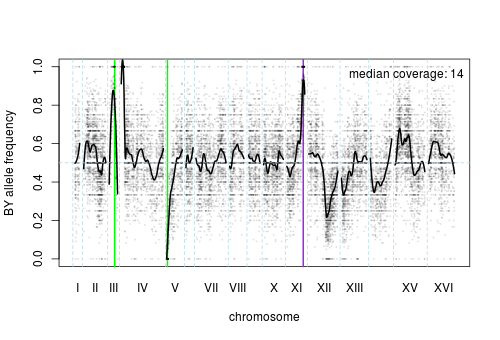 median coverage: 14
BY allele frequency
1.0
0.8
0.6
0.4
0.2
0.0
I II III IV V VII VIII X XI XII XIII XV XVI
chromosome